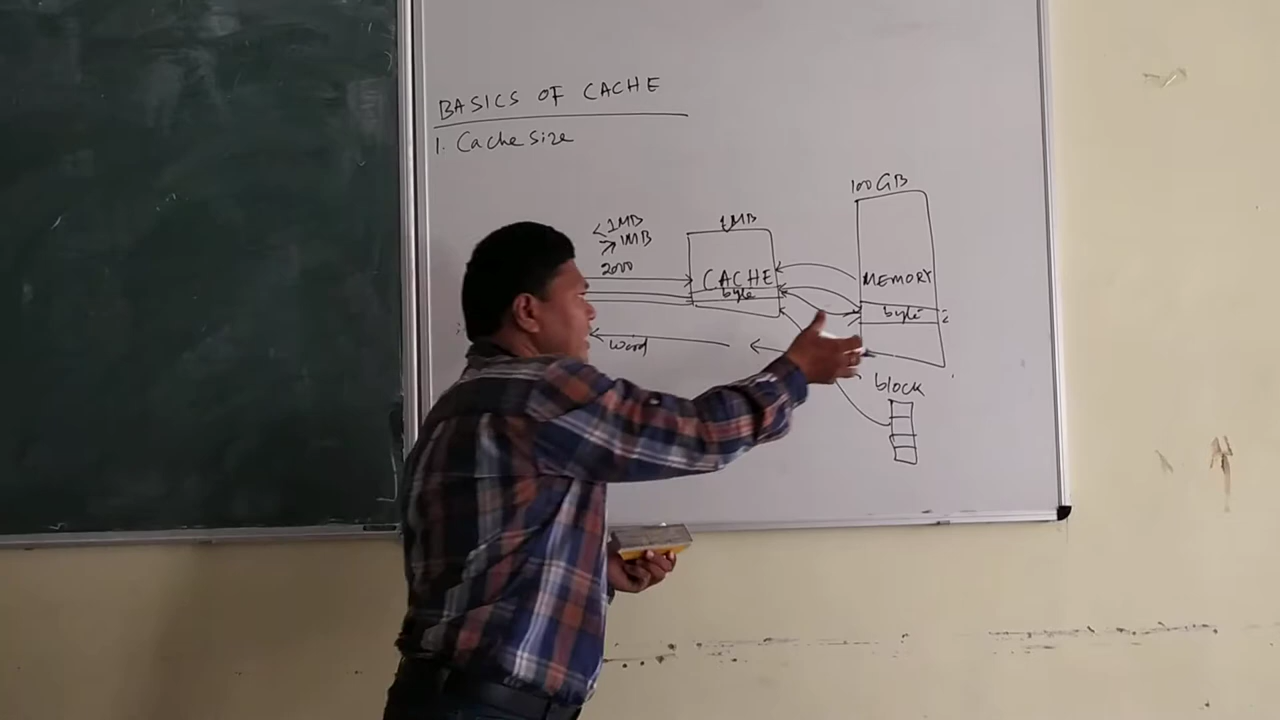 BASICS OF CACHE
1. Cache Size
100 GB
<1MB
>1MB
1MB
2000
CACHE
MEMORY
byte
byte
word
block